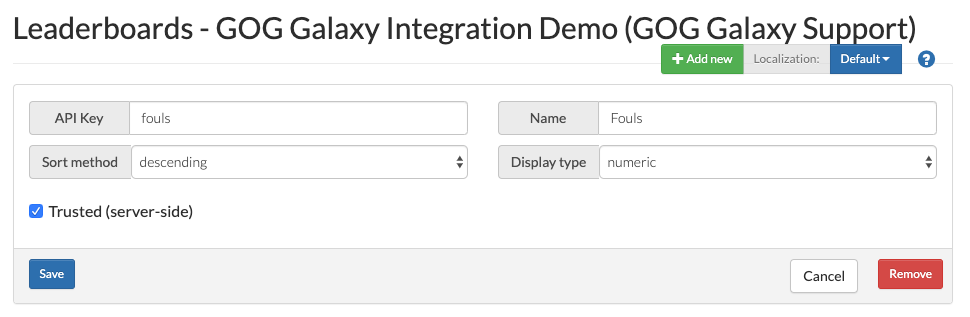 Leaderboards - GOG Galaxy Integration Demo (GOG Galaxy Support)
+ Add new Localization: Default ?
API Key fouls Name Fouls
Sort method descending Display type numeric
Trusted (server-side)
Save Cancel Remove